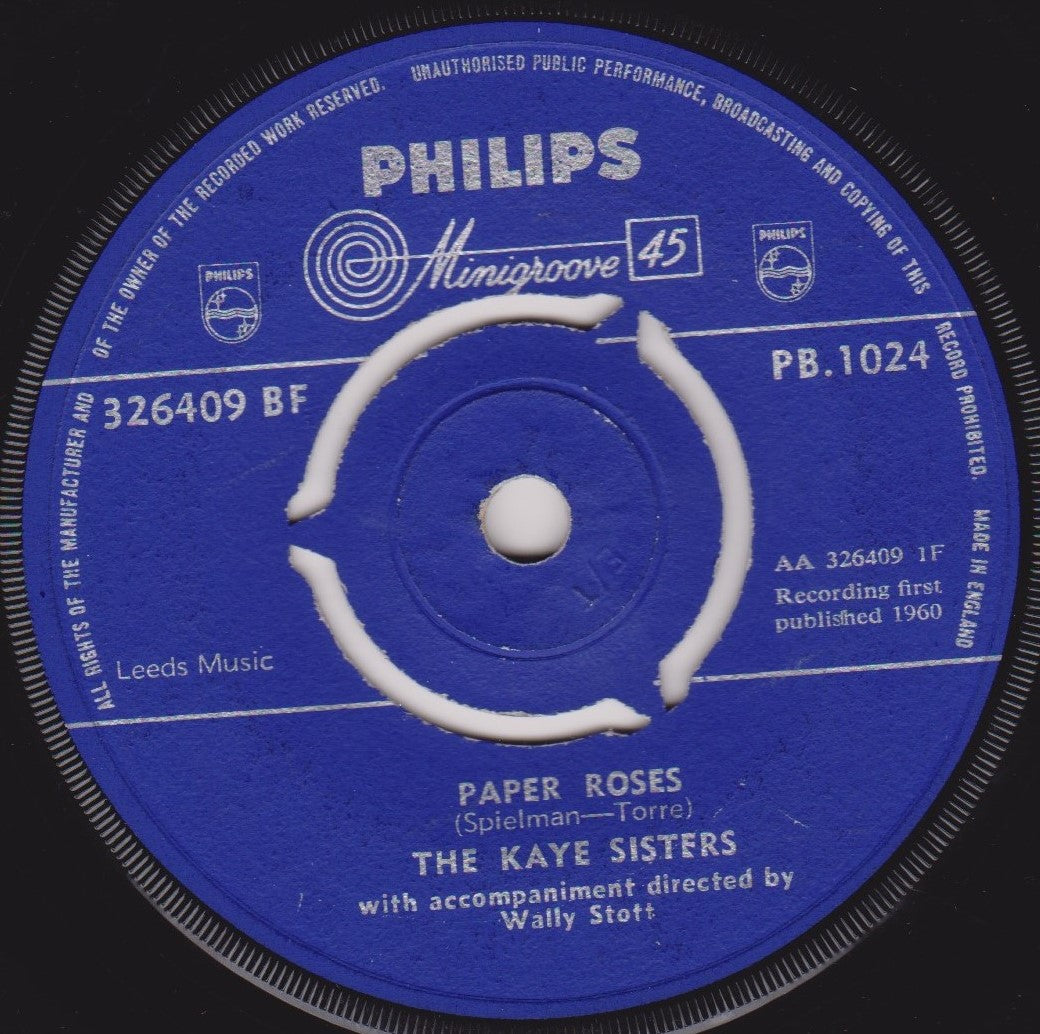 ALL RIGHTS OF THE MANUFACTURER AND OF THE OWNER OF THE RECORDED WORK RESERVED. UNAUTHORISED PUBLIC PERFORMANCE, BROADCASTING AND COPYING OF THIS RECORD PROHIBITED. MADE IN ENGLAND
PHILIPS
Minigroove 45
PHILIPS
PHILIPS
326409 BF
PB.1024
AA 326409 1F
Recording first
published 1960
Leeds Music
PAPER ROSES
(Spielman—Torre)
THE KAYE SISTERS
with accompaniment directed by
Wally Stott